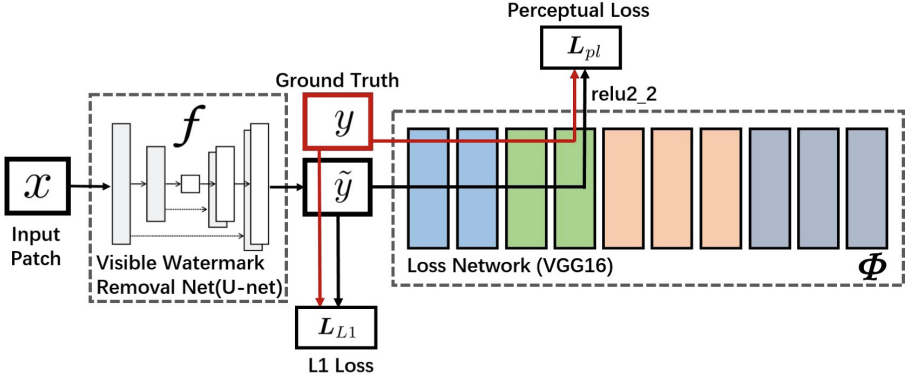 Perceptual Loss
L_pl
relu2_2
Ground Truth
y
f
x
ỹ
Input
Patch
Visible Watermark
Removal Net(U-net)
Loss Network (VGG16)
Φ
L_L1
L1 Loss